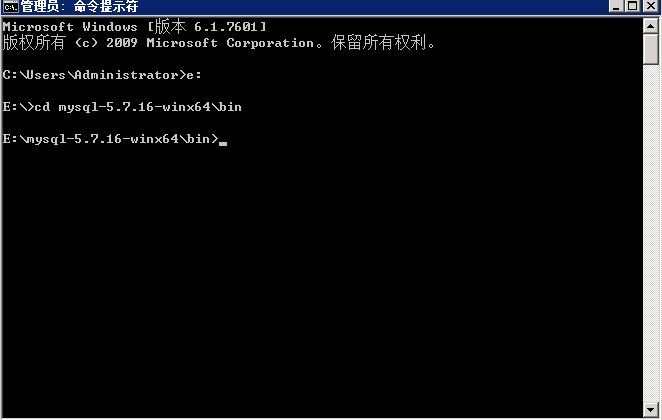 管理员: 命令提示符
Microsoft Windows [版本 6.1.7601]
版权所有 (c) 2009 Microsoft Corporation。保留所有权利。
C:\Users\Administrator>e:
E:\>cd mysql-5.7.16-winx64\bin
E:\mysql-5.7.16-winx64\bin>